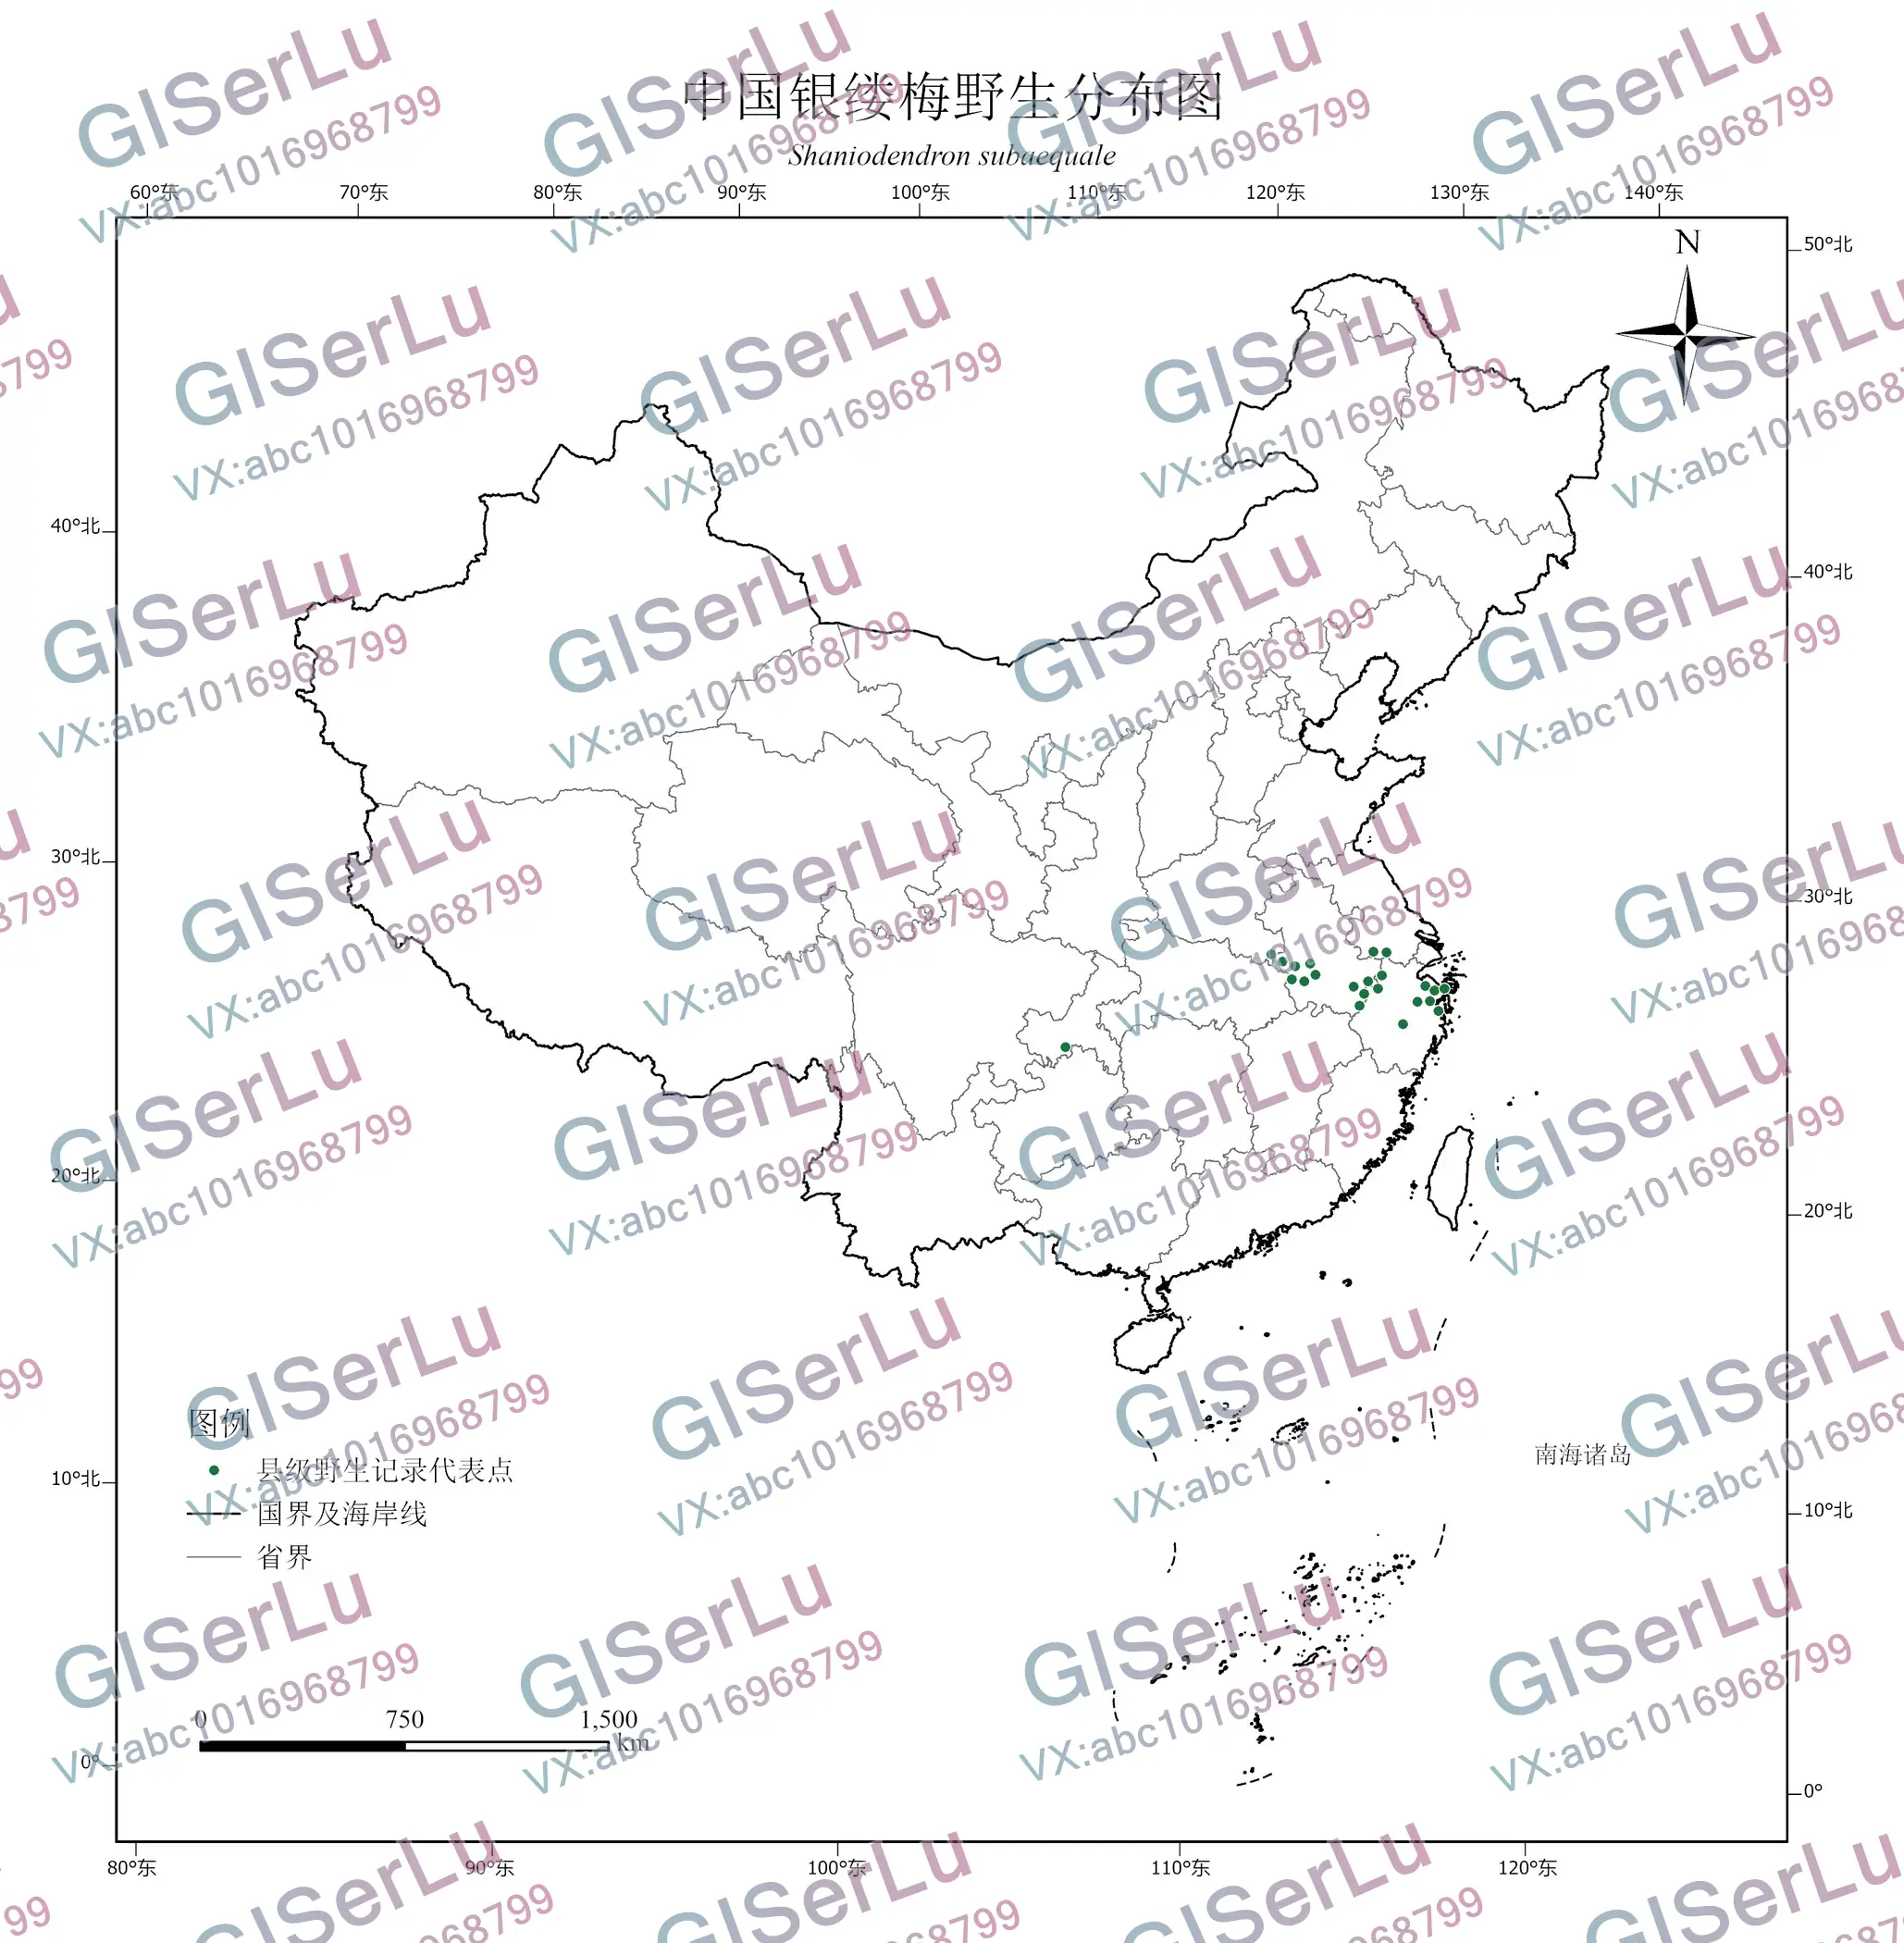 中国银缕梅野生分布图
Shaniodendron subaequale
60°东 70°东 80°东 90°东 100°东 110°东 120°东 130°东 140°东
N
50°北
40°北
40°北
30°北
30°北
20°北
20°北
10°北
10°北
0°
0°
南海诸岛
图例
县级野生记录代表点
国界及海岸线
省界
0 750 1,500
km
80°东 90°东 100°东 110°东 120°东
GISerLu
VX:abc1016968799